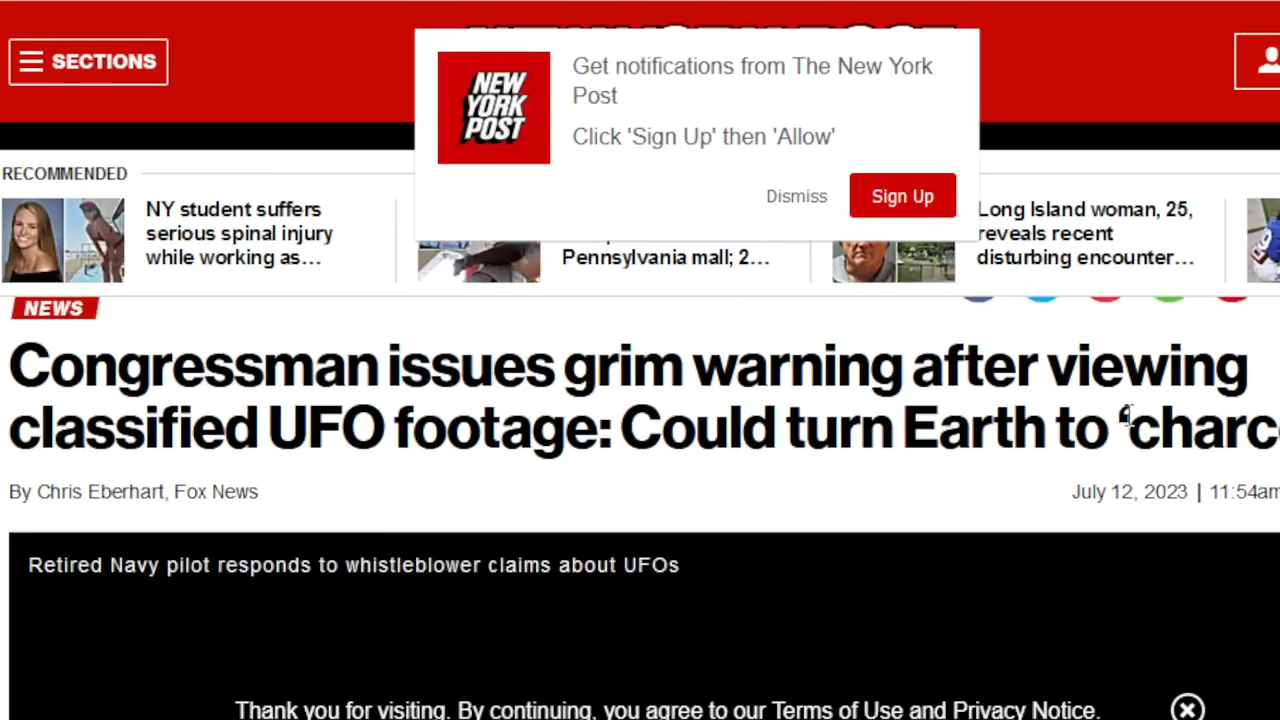 SECTIONS
NEW
YORK
POST
Get notifications from The New York
Post
Click 'Sign Up' then 'Allow'
Dismiss
Sign Up
RECOMMENDED
NY student suffers
serious spinal injury
while working as...
Pennsylvania mall; 2...
Long Island woman, 25,
reveals recent
disturbing encounter...
NEWS
Congressman issues grim warning after viewing
classified UFO footage: Could turn Earth to ‘charc
By Chris Eberhart, Fox News
July 12, 2023 | 11:54am
Retired Navy pilot responds to whistleblower claims about UFOs
Thank you for visiting. By continuing, you agree to our Terms of Use and Privacy Notice.